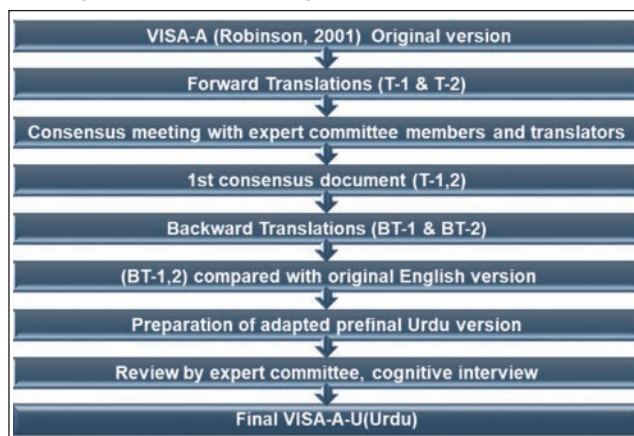 VISA-A (Robinson, 2001) Original version
Forward Translations (T-1 & T-2)
Consensus meeting with expert committee members and translators
1st consensus document (T-1,2)
Backward Translations (BT-1 & BT-2)
(BT-1,2) compared with original English version
Preparation of adapted prefinal Urdu version
Review by expert committee, cognitive interview
Final VISA-A-U(Urdu)